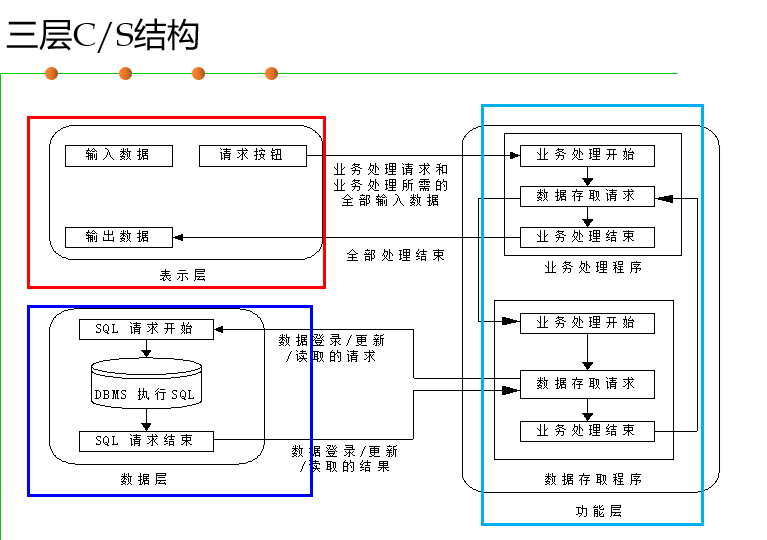 三层C/S结构
输入数据
请求按钮
输出数据
表示层
业务处理请求和
业务处理所需的
全部输入数据
全部处理结束
业务处理开始
数据存取请求
业务处理结束
业务处理程序
SQL 请求开始
DBMS 执行SQL
SQL 请求结束
数据层
数据登录/更新
/读取的请求
数据登录/更新
/读取的结果
业务处理开始
数据存取请求
业务处理结束
数据存取程序
功能层